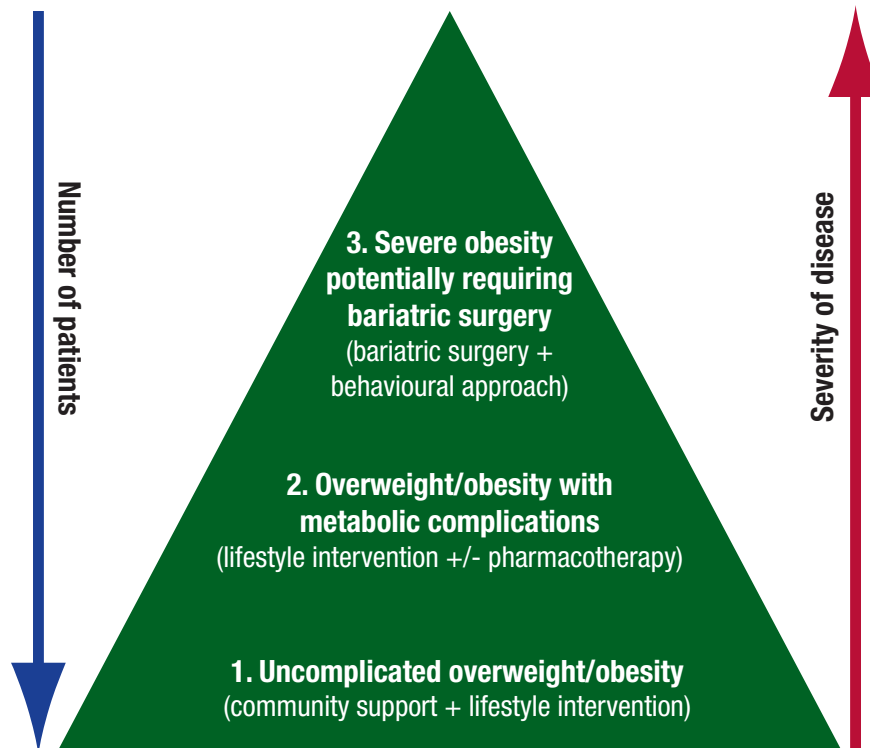 Number of patients
3. Severe obesity
potentially requiring
bariatric surgery
(bariatric surgery +
behavioural approach)
2. Overweight/obesity with
metabolic complications
(lifestyle intervention +/- pharmacotherapy)
1. Uncomplicated overweight/obesity
(community support + lifestyle intervention)
Severity of disease